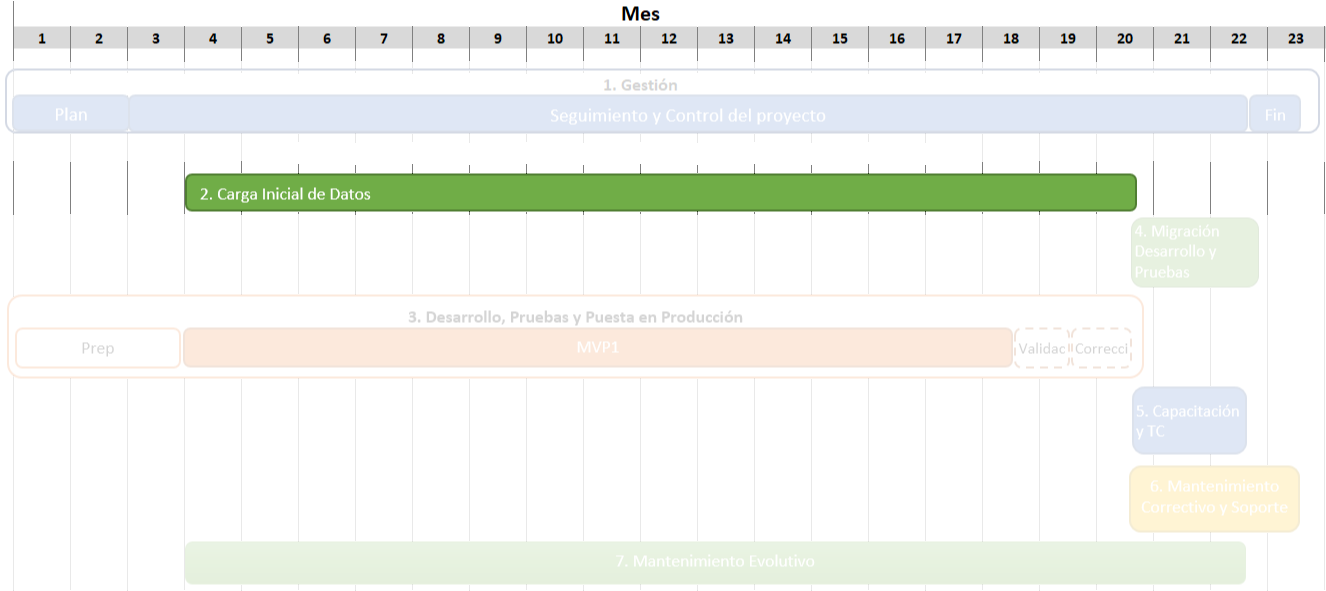 Mes
1 2 3 4 5 6 7 8 9 10 11 12 13 14 15 16 17 18 19 20 21 22 23
1. Gestión
Plan Seguimiento y Control del proyecto Fin
2. Carga Inicial de Datos
4. Migración
Desarrollo y
Pruebas
3. Desarrollo, Pruebas y Puesta en Producción
Prep MVP1 Validac Correcci
5. Capacitación
y TC
6. Mantenimiento
Correctivo y Soporte
7. Mantenimiento Evolutivo